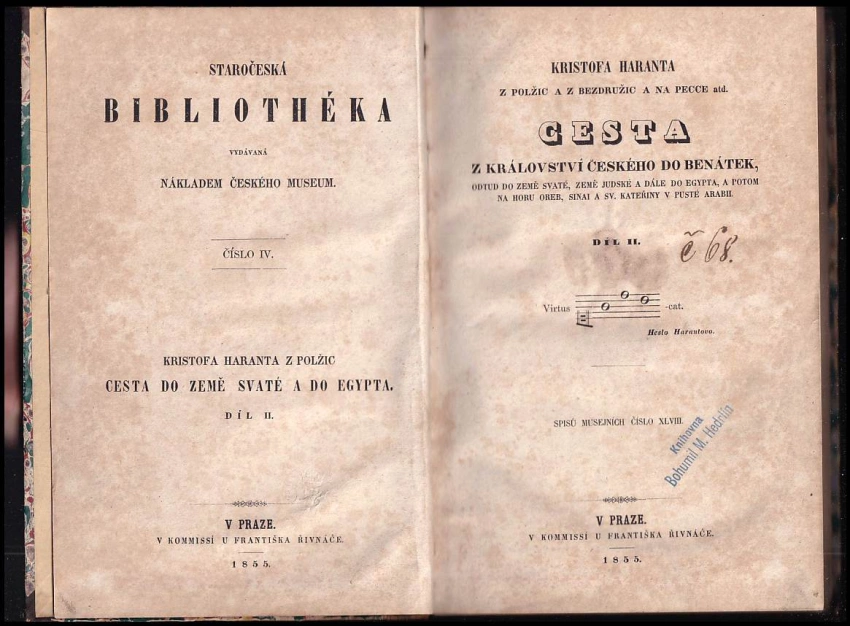 STAROČESKÁ
BIBLIOTHÉKA
VYDÁVANÁ
NÁKLADEM ČESKÉHO MUSEUM.
ČÍSLO IV.
KRISTOFA HARANTA Z POLŽIC
CESTA DO ZEMĚ SVATÉ A DO EGYPTA.
DÍL II.
V PRAZE.
V KOMMISSÍ U FRANTIŠKA ŘIVNÁČE.
1855.
KRISTOFA HARANTA
Z POLŽIC A Z BEZDRUŽIC A NA PECCE atd.
CESTA
Z KRÁLOVSTVÍ ČESKÉHO DO BENÁTEK,
ODTUD DO ZEMĚ SVATÉ, ZEMĚ JUDSKÉ A DÁLE DO EGYPTA, A POTOM
NA HORU OREB, SINAI A SV. KATEŘINY V PUSTÉ ARABII.
DÍL II.
č 68.
Virtus -cat.
Heslo Harantovo.
SPISŮ MUSEJNÍCH ČÍSLO XLVIII.
Knihovna
Bohumil M. Hedrlín
V PRAZE.
V KOMMISSÍ U FRANTIŠKA ŘIVNÁČE.
1855.